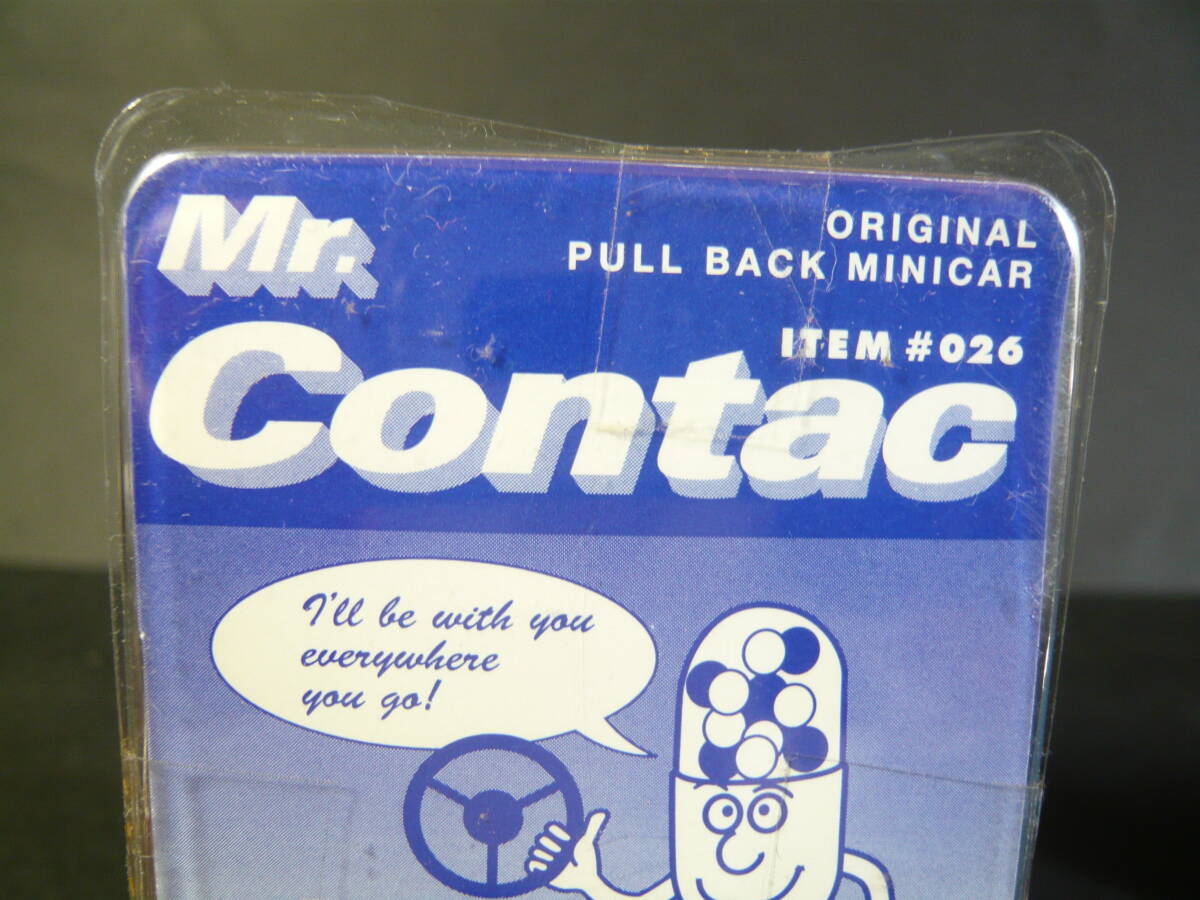 Mr.
Contac
ORIGINAL
PULL BACK MINICAR
ITEM #026
I'll be with you
everywhere
you go!